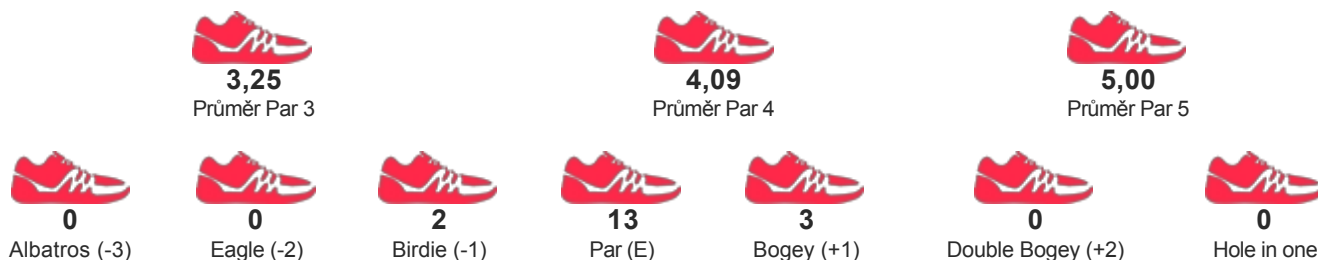 3,25 4,09 5,00
Průměr Par 3 Průměr Par 4 Průměr Par 5
0 0 2 13 3 0 0
Albatros (-3) Eagle (-2) Birdie (-1) Par (E) Bogey (+1) Double Bogey (+2) Hole in one